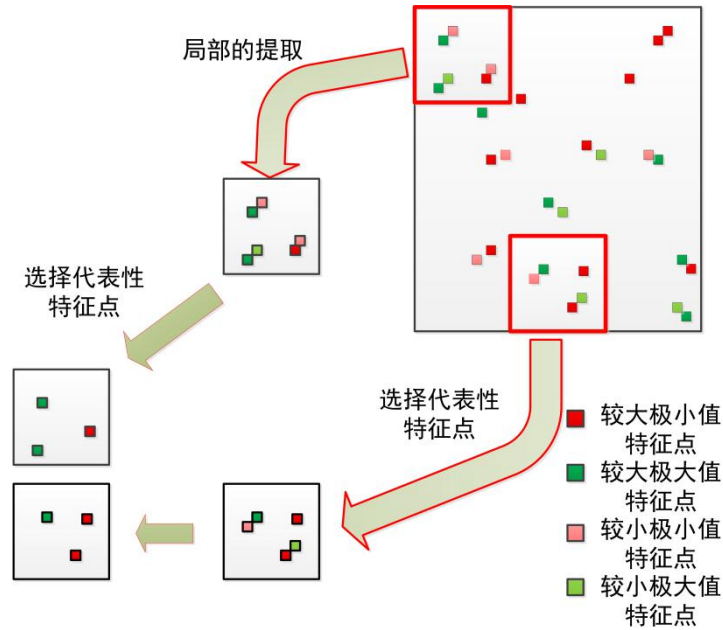 局部的提取
选择代表性
特征点
选择代表性
特征点
较大极小值
特征点
较大极大值
特征点
较小极小值
特征点
较小极大值
特征点